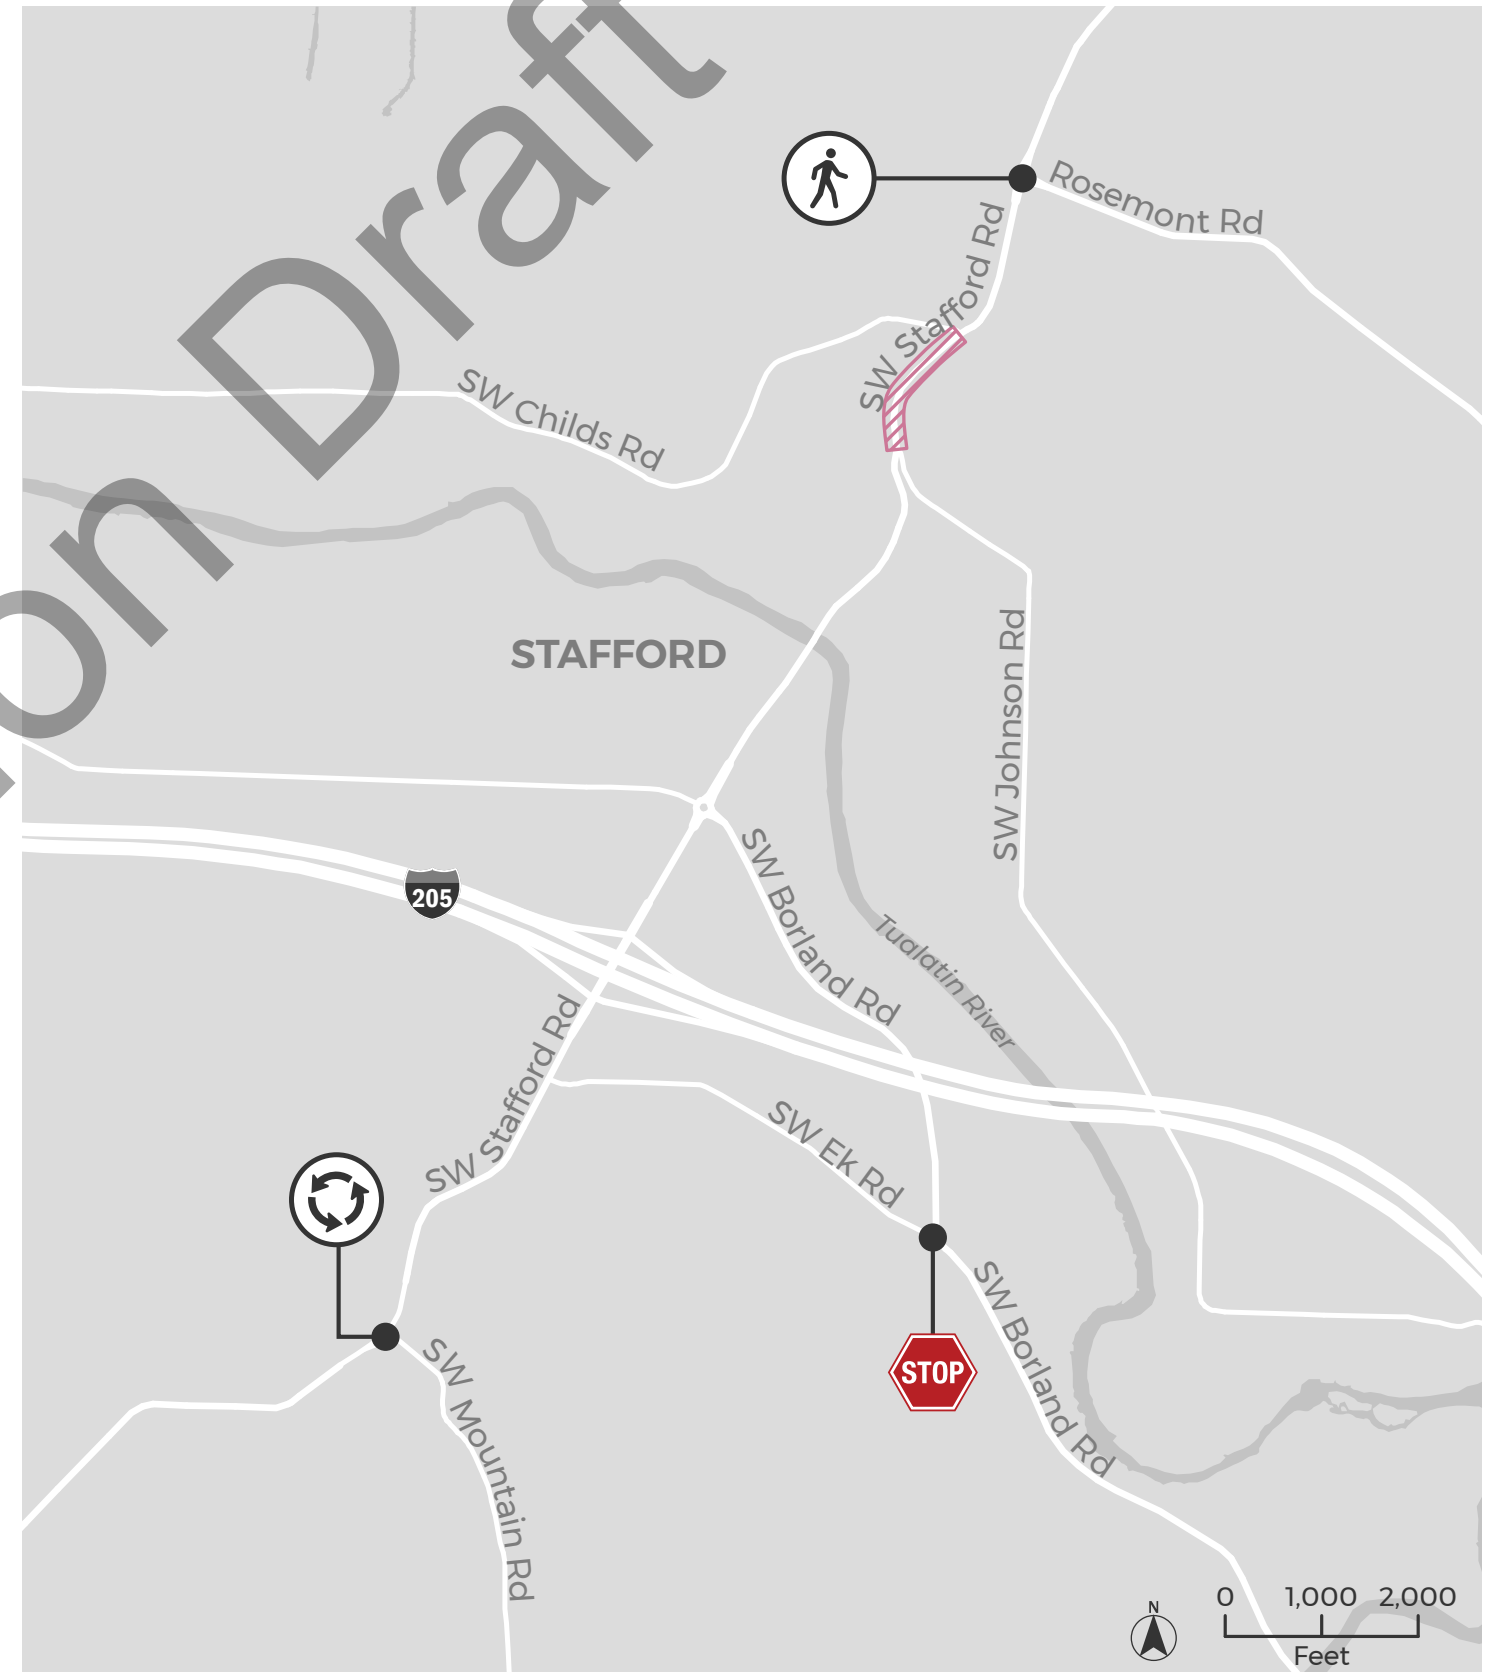 on Draft
Rosemont Rd
SW Stafford Rd
SW Childs Rd
STAFFORD
SW Johnson Rd
205
SW Borland Rd
Tualatin River
SW Stafford Rd
SW Ek Rd
SW Borland Rd
STOP
SW Mountain Rd
N
0 1,000 2,000
Feet